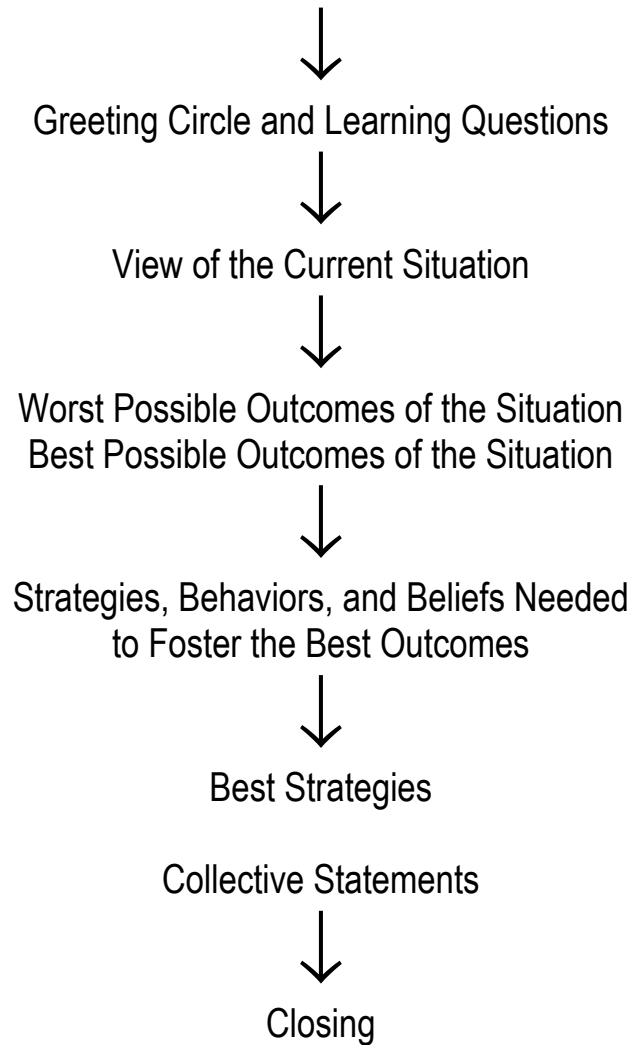 Greeting Circle and Learning Questions
View of the Current Situation
Worst Possible Outcomes of the Situation
Best Possible Outcomes of the Situation
Strategies, Behaviors, and Beliefs Needed
to Foster the Best Outcomes
Best Strategies
Collective Statements
Closing